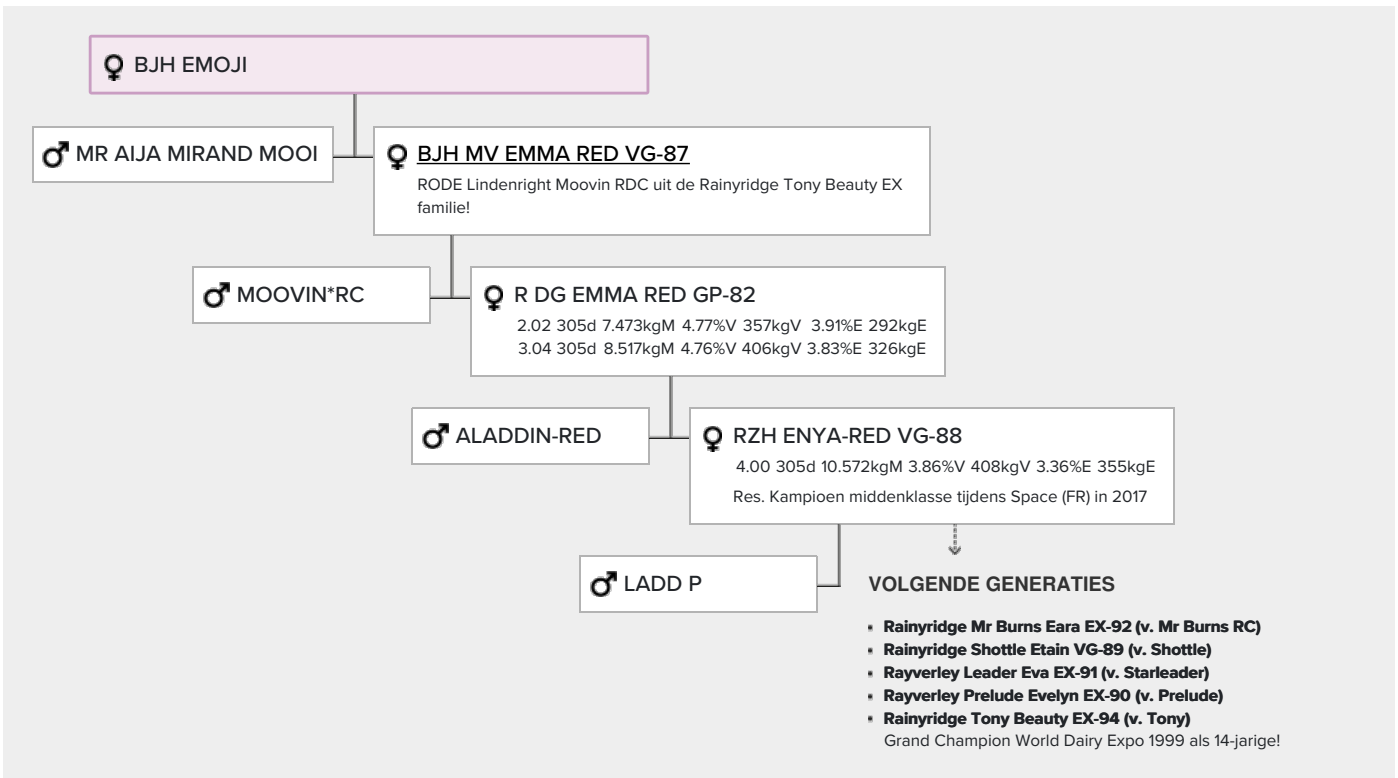 BJH EMOJI
MR AIJA MIRAND MOOI
BJH MV EMMA RED VG-87
RODE Lindenright Moovin RDC uit de Rainyridge Tony Beauty EX
familie!
MOOVIN*RC
R DG EMMA RED GP-82
2.02 305d 7.473kgM 4.77%V 357kgV 3.91%E 292kgE
3.04 305d 8.517kgM 4.76%V 406kgV 3.83%E 326kgE
ALADDIN-RED
RZH ENYA-RED VG-88
4.00 305d 10.572kgM 3.86%V 408kgV 3.36%E 355kgE
Res. Kampioen middenklasse tijdens Space (FR) in 2017
LADD P
VOLGENDE GENERATIES
Rainyridge Mr Burns Eara EX-92 (v. Mr Burns RC)
Rainyridge Shottle Etain VG-89 (v. Shottle)
Rayverley Leader Eva EX-91 (v. Starleader)
Rayverley Prelude Evelyn EX-90 (v. Prelude)
Rainyridge Tony Beauty EX-94 (v. Tony)
Grand Champion World Dairy Expo 1999 als 14-jarige!